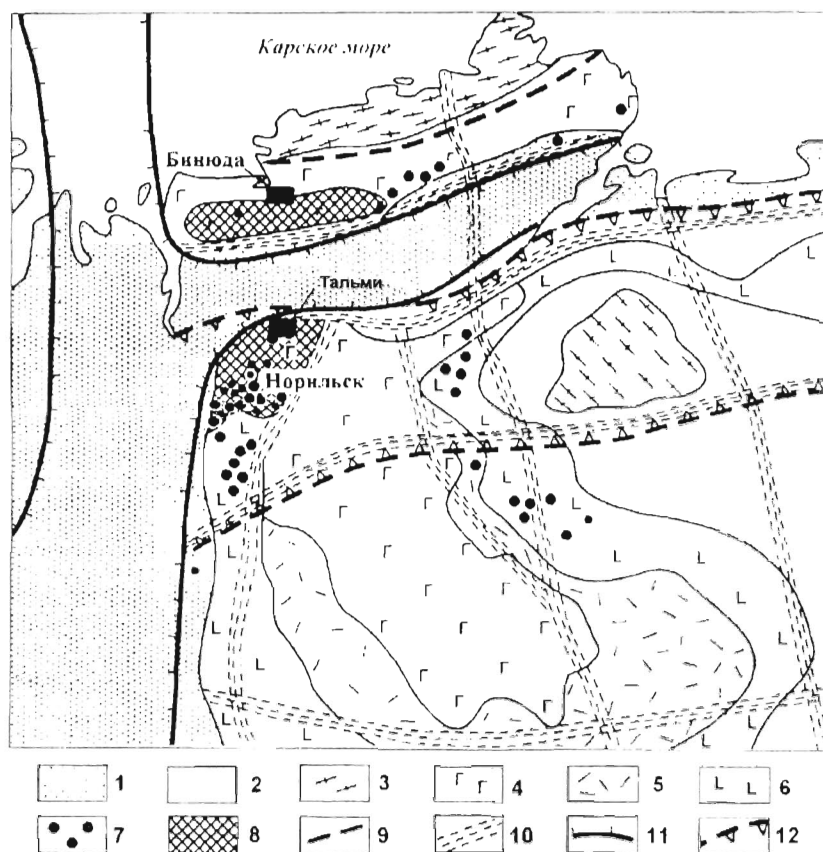 Карское море
Бинюда
Тальми
Норильск
1 2 3 4 5 6
7 8 9 10 11 12